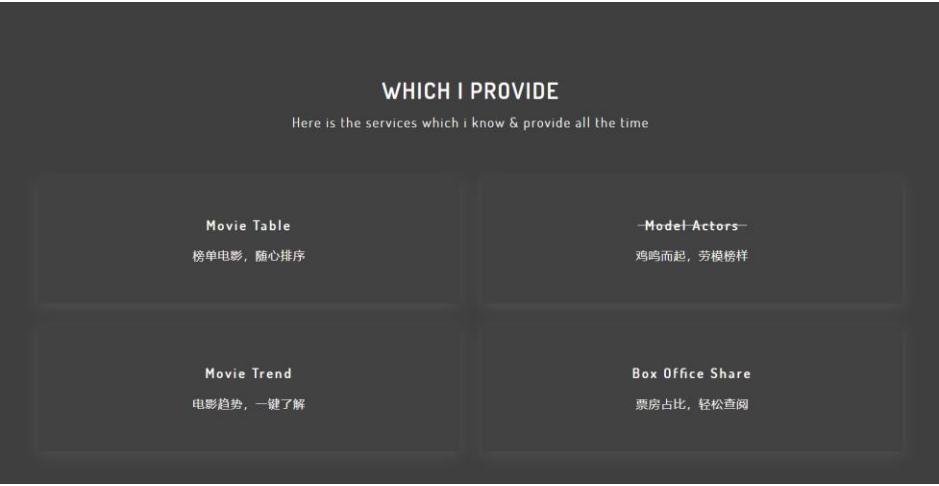 WHICH I PROVIDE
Here is the services which i know & provide all the time
Movie Table
榜单电影，随心排序
Model Actors
鸡鸣而起，劳模榜样
Movie Trend
电影趋势，一键了解
Box Office Share
票房占比，轻松查阅